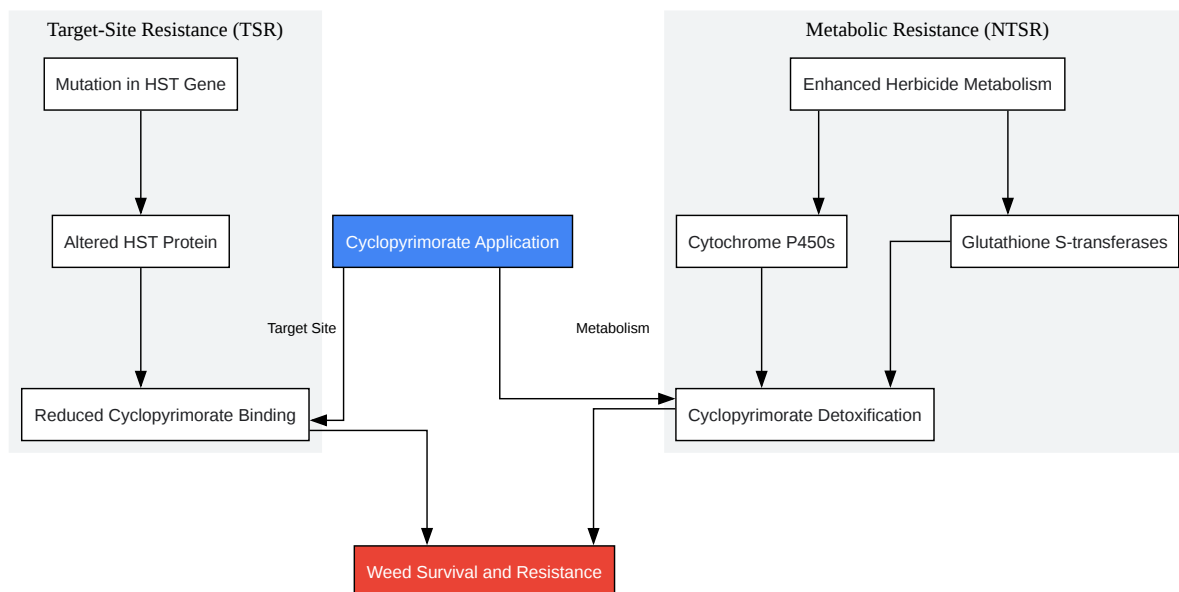 Target-Site Resistance (TSR)
Metabolic Resistance (NTSR)
Mutation in HST Gene
Enhanced Herbicide Metabolism
Altered HST Protein
Cyclopyrimorate Application
Cytochrome P450s
Glutathione S-transferases
Target Site
Metabolism
Reduced Cyclopyrimorate Binding
Cyclopyrimorate Detoxification
Weed Survival and Resistance